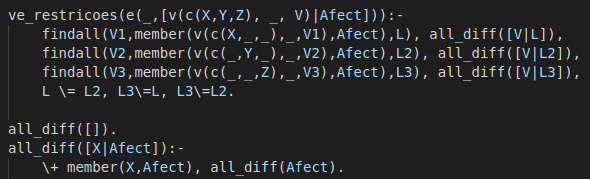 ve_restricoes(e(_,[v(c(X,Y,Z), _, V)|Afect])):-
    findall(V1,member(v(c(X,_,_),_,V1),Afect),L), all_diff([V|L]),
    findall(V2,member(v(c(_,Y,_),_,V2),Afect),L2), all_diff([V|L2]),
    findall(V3,member(v(c(_,_,Z),_,V3),Afect),L3), all_diff([V|L3]),
    L \= L2, L3\=L, L3\=L2.

all_diff([]).
all_diff([X|Afect]):-
    \+ member(X,Afect), all_diff(Afect).